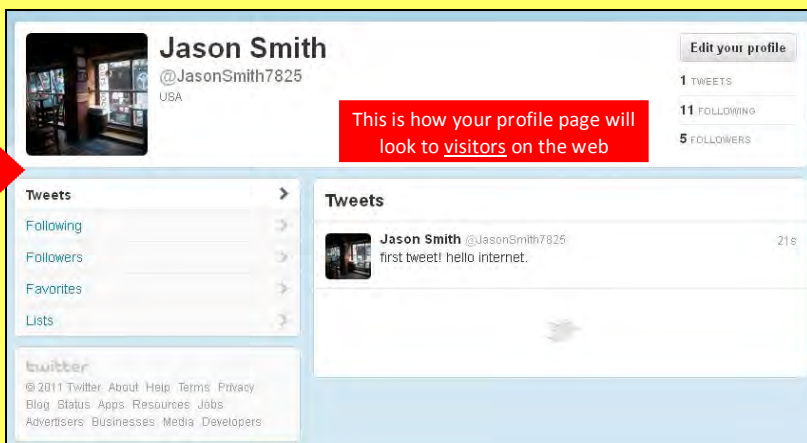 Jason Smith
@JasonSmith7825
USA
Edit your profile
1 TWEETS
11 FOLLOWING
5 FOLLOWERS
This is how your profile page will
look to visitors on the web
Tweets
Following
Followers
Favorites
Lists
twitter
© 2011 Twitter About Help Terms Privacy
Blog Status Apps Resources Jobs
Advertisers Businesses Media Developers
Tweets
Jason Smith @JasonSmith7825 21s
first tweet! hello internet.